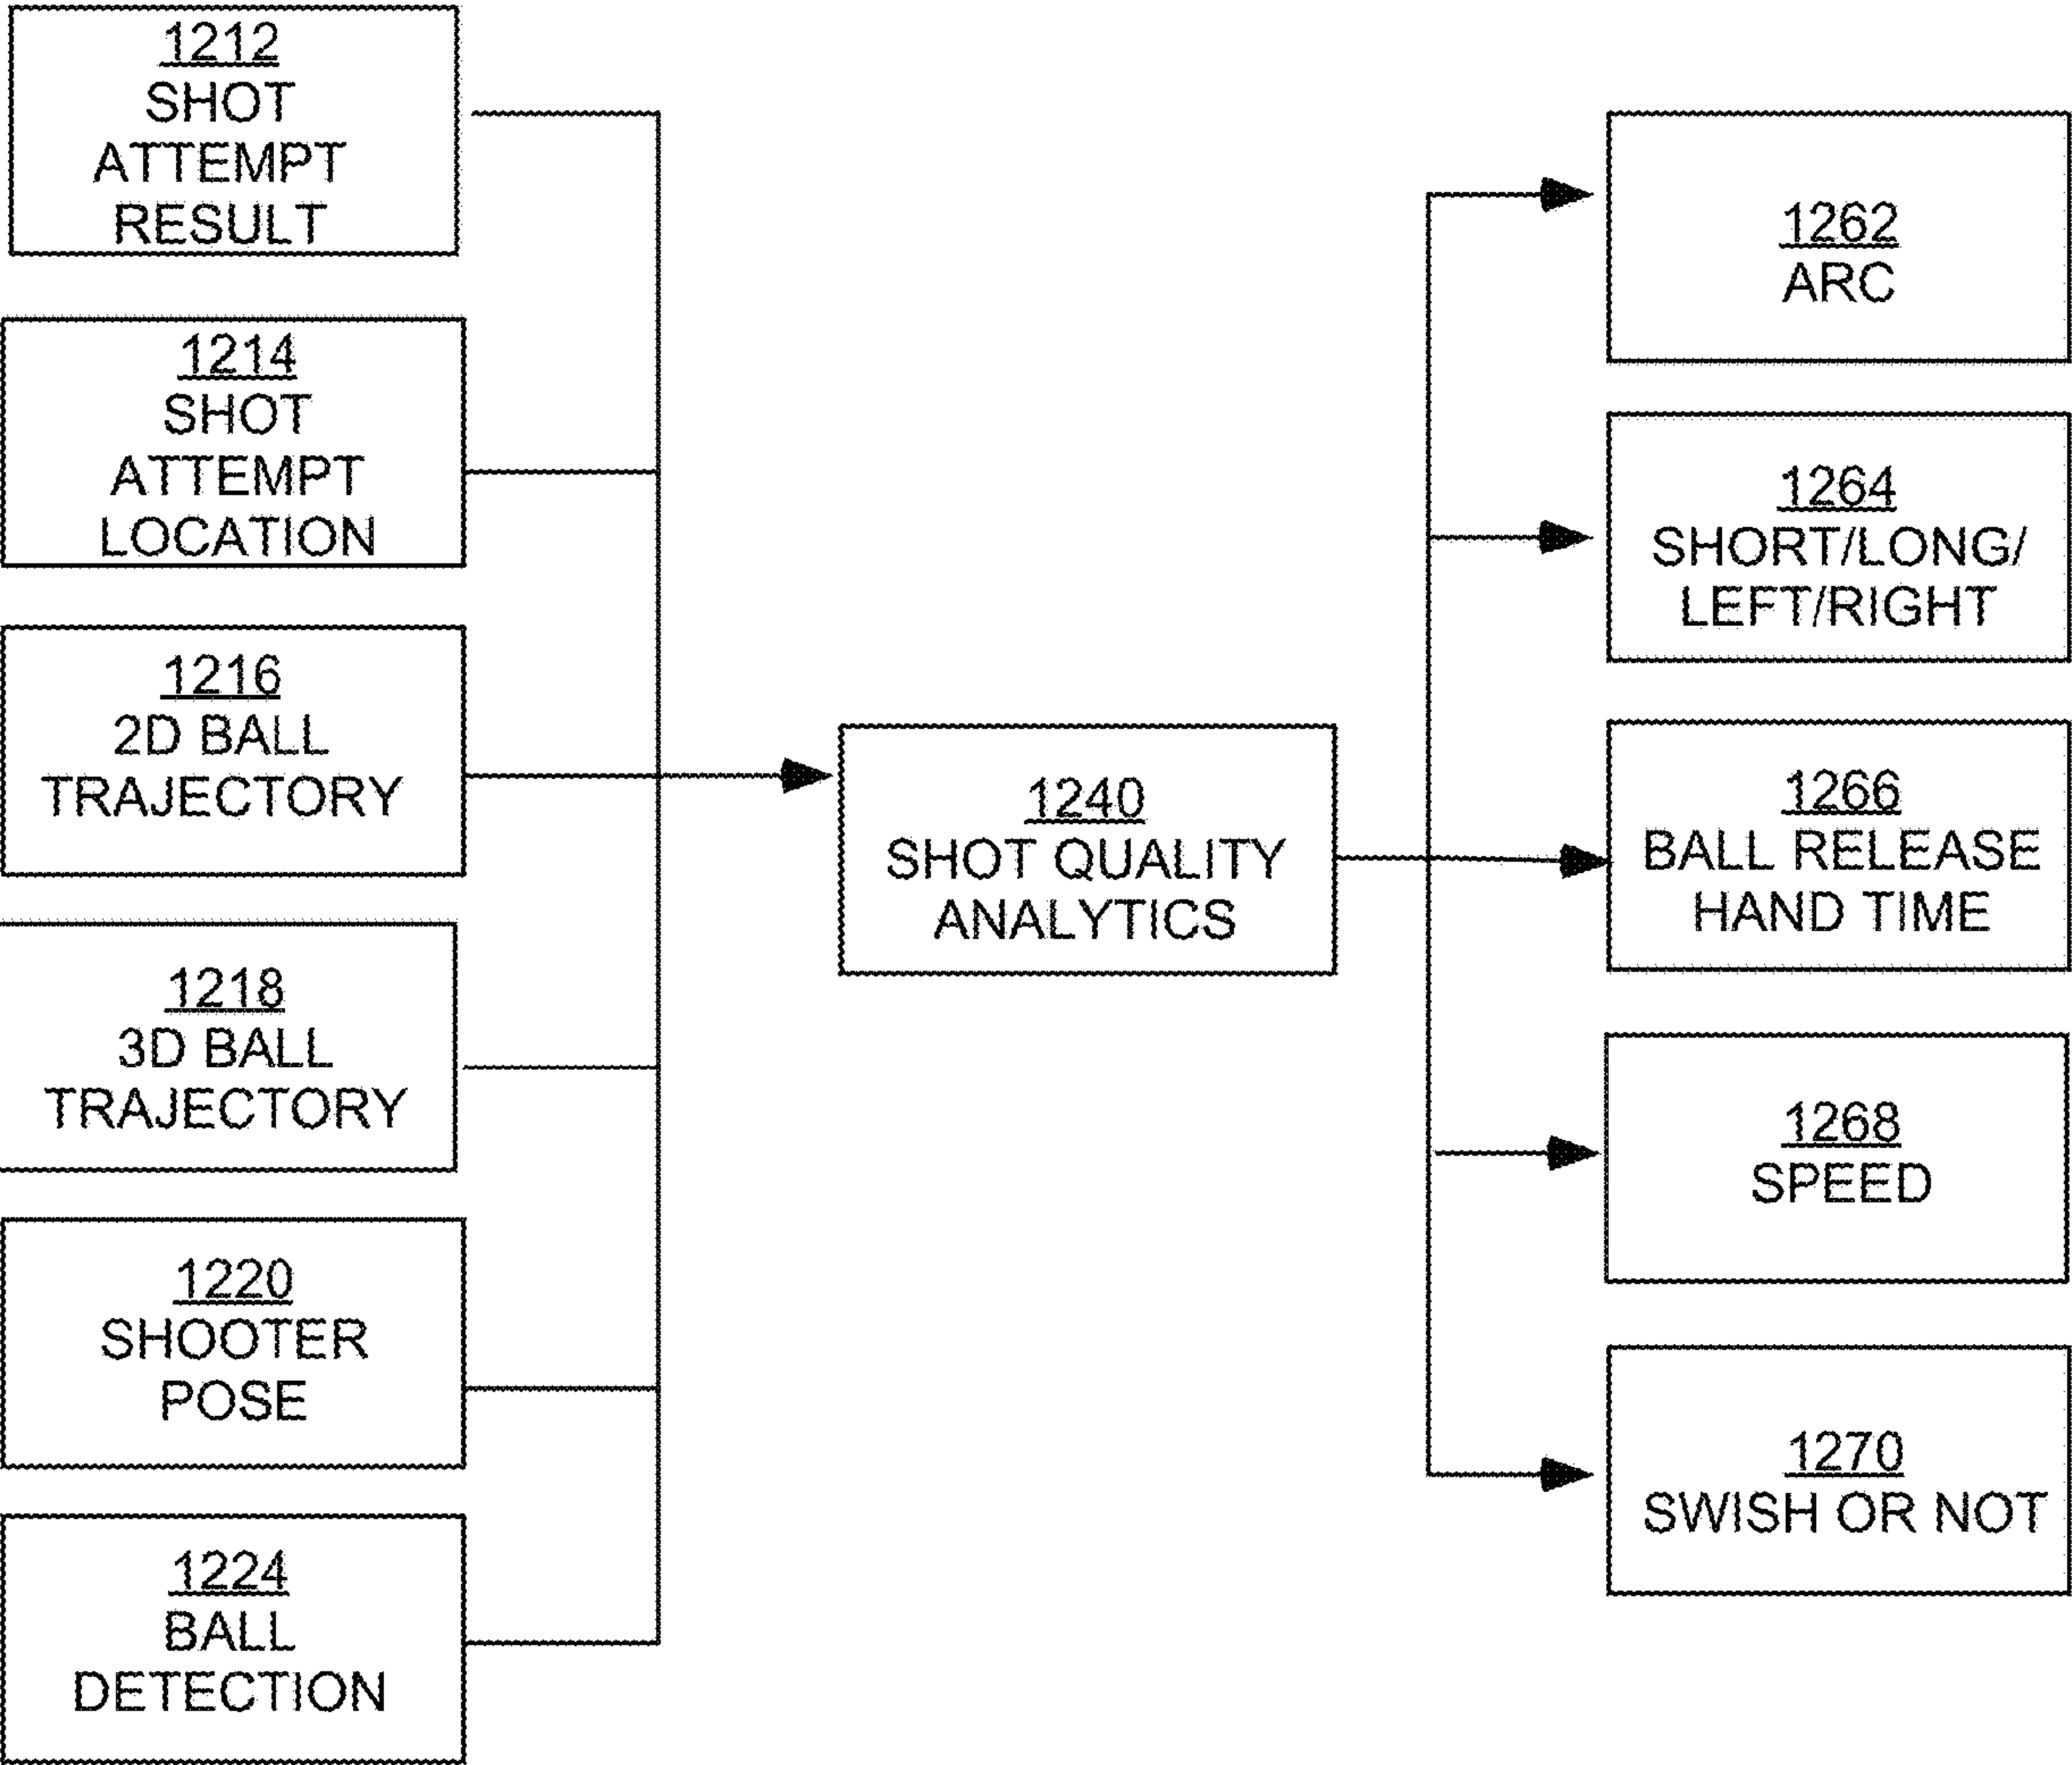 1212
SHOT
ATTEMPT
RESULT
1214
SHOT
ATTEMPT
LOCATION
1216
2D BALL
TRAJECTORY
1218
3D BALL
TRAJECTORY
1220
SHOOTER
POSE
1224
BALL
DETECTION
1240
SHOT QUALITY
ANALYTICS
1262
ARC
1264
SHORT/LONG/
LEFT/RIGHT
1266
BALL RELEASE
HAND TIME
1268
SPEED
1270
SWISH OR NOT